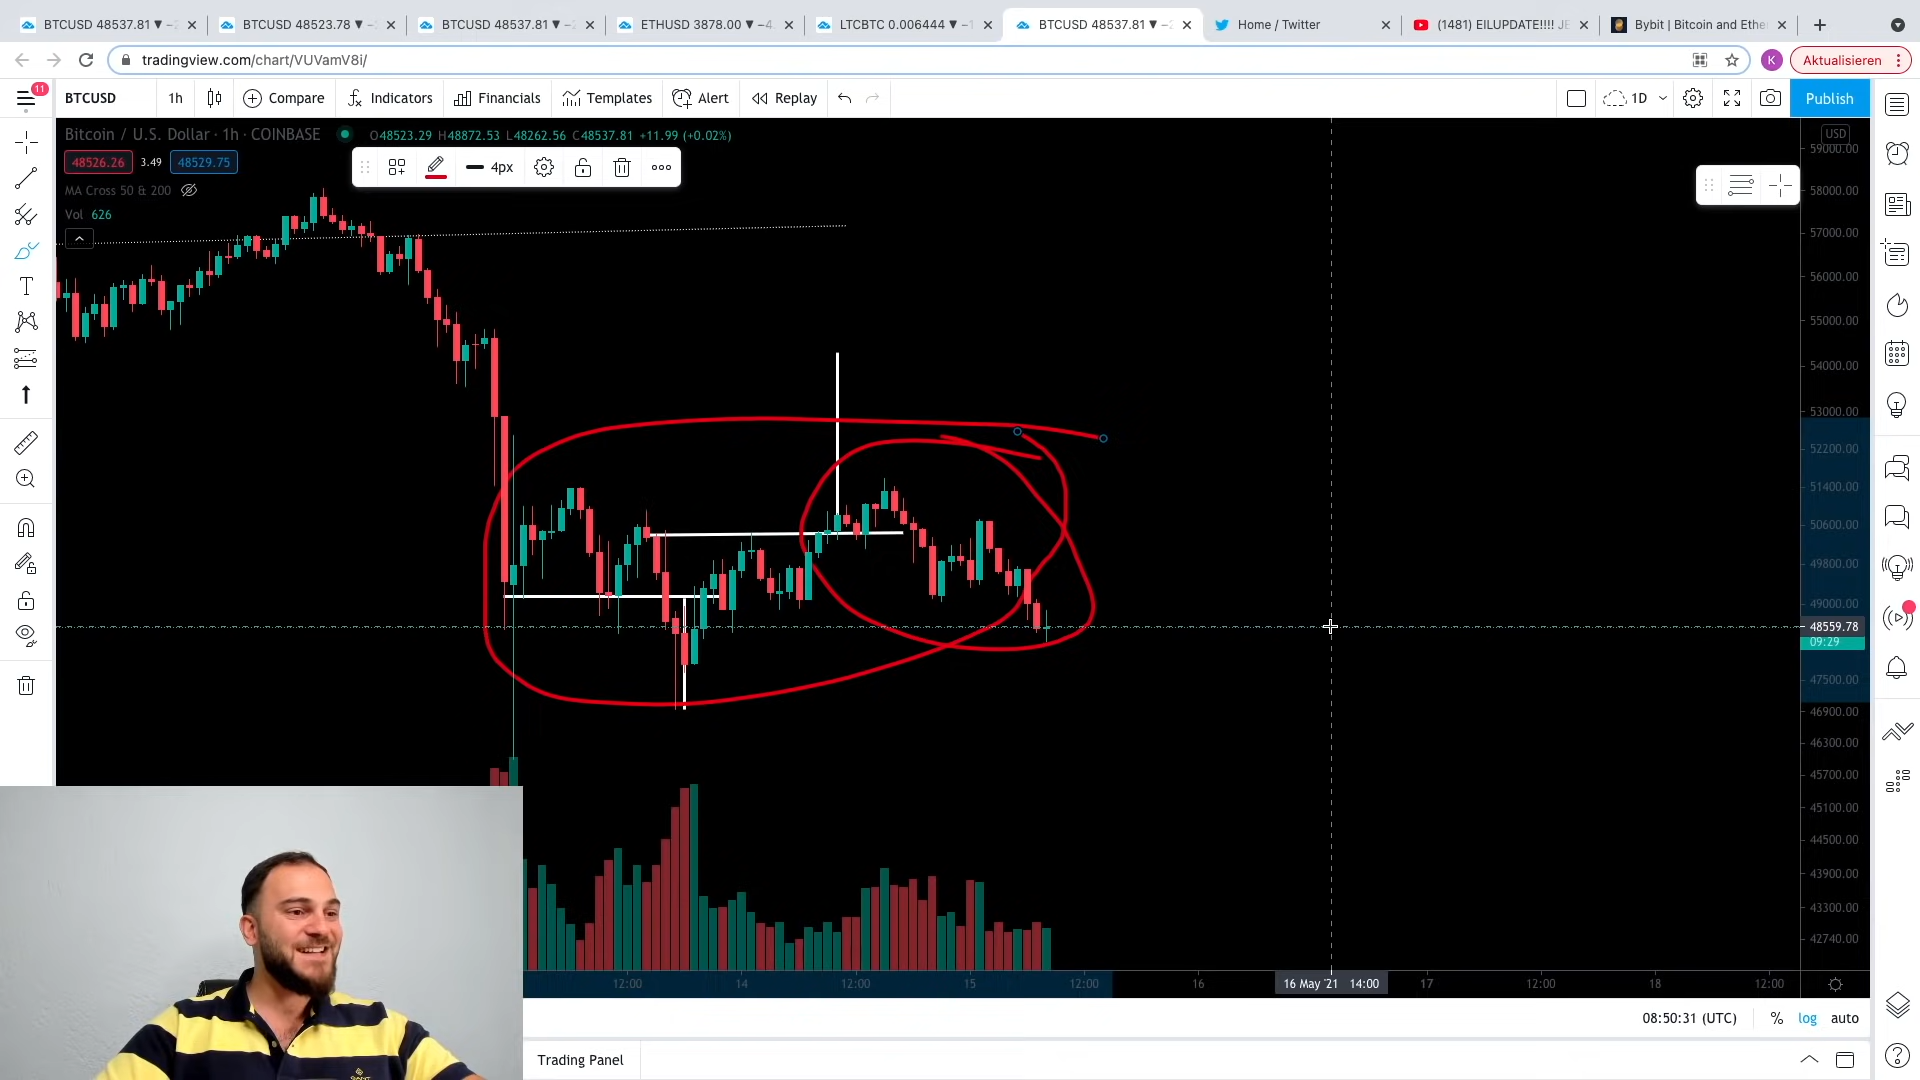 BTCUSD 48537.81 ▼ −2
BTCUSD 48523.78 ▼ −
BTCUSD 48537.81 ▼ −2
ETHUSD 3878.00 ▼ −4.
LTCBTC 0.006444 ▼ −1
BTCUSD 48537.81 ▼ −2
Home / Twitter
(1481) EILUPDATE!!!! JE
Bybit | Bitcoin and Ethe
tradingview.com/chart/VUVamV8i/
K
Aktualisieren
11
BTCUSD
1h
Compare
Indicators
Financials
Templates
Alert
Replay
1D
Publish
Bitcoin / U.S. Dollar · 1h · COINBASE
O48523.29 H48872.53 L48262.56 C48537.81 +11.99 (+0.02%)
USD
48526.26
3.49
48529.75
4px
MA Cross 50 & 200
Vol 626
59000.00
58000.00
57000.00
56000.00
55000.00
54000.00
53000.00
52200.00
51400.00
50600.00
49800.00
49000.00
48559.78
09:29
47500.00
46900.00
46300.00
45700.00
45100.00
44500.00
43900.00
43300.00
42740.00
12:00
14
12:00
15
12:00
16
16 May '21 14:00
17
12:00
18
12:00
08:50:31 (UTC)
%
log
auto
Trading Panel